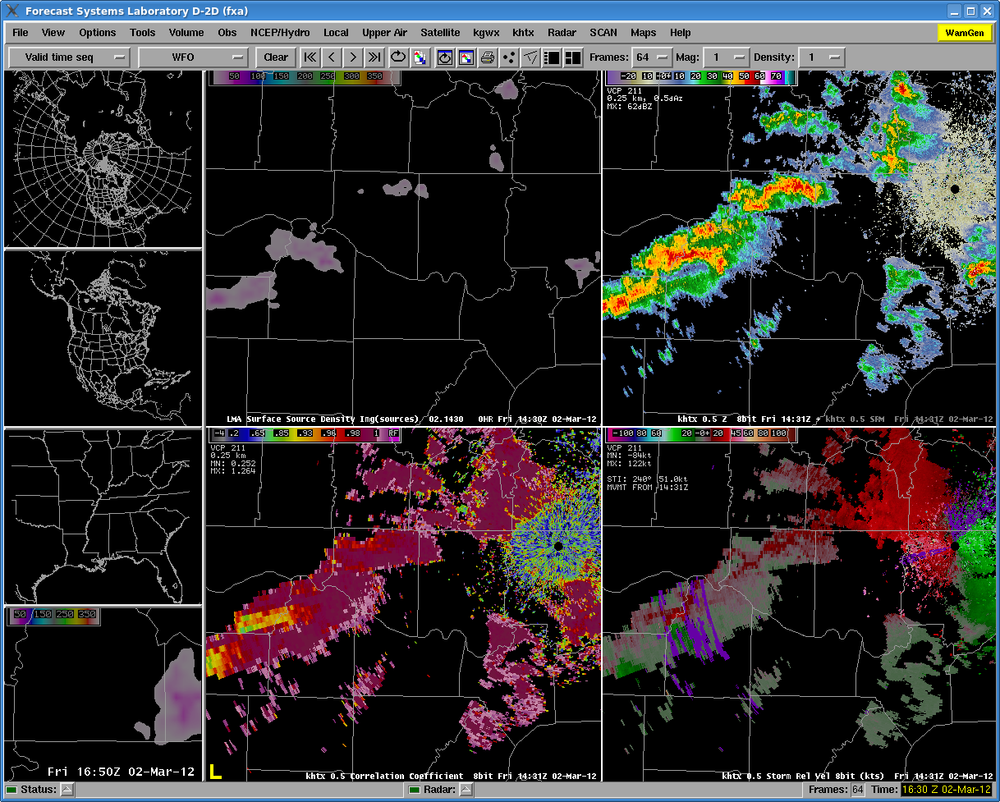 Forecast Systems Laboratory D-2D (fxa)
File View Options Tools Volume Obs NCEP/Hydro Local Upper Air Satellite Kgwx khtx Radar SCAN Maps Help WarnGen
Valid time seq WFO Clear Frames: 64 Mag: 1 Density: 1
50 100 150 200 250 300 350
-20 10 -0+ 10 20 30 40 50 60 70
VCP 211
0.25 km, 0.5dAz
MX: 62dBZ
LMA Surface Source Density Img(sources) 02.1430 0HR Fri 14:30Z 02-Mar-12
khtx 0.5 Z 8bit Fri 14:31Z + khtx 0.5 SRM Fri 14:31Z 02-Mar-12
-4 .2 .65 .85 .93 .96 .98 1 RF
VCP 211
0.25 km
MN: 0.252
MX: 1.264
-100 80 60 20 -0+ 20 45 60 80 100
VCP 211
MN: -84kt
MX: 122kt
STI: 240° 51.0kt
MVMT FROM 14:31Z
50 150 250 350
Fri 16:50Z 02-Mar-12
L
khtx 0.5 Correlation Coefficient 8bit Fri 14:31Z 02-Mar-12
khtx 0.5 Storm Rel Vel 8bit (kts) Fri 14:31Z 02-Mar-12
Status: Radar: Frames: 64 Time: 16:30 Z 02-Mar-12